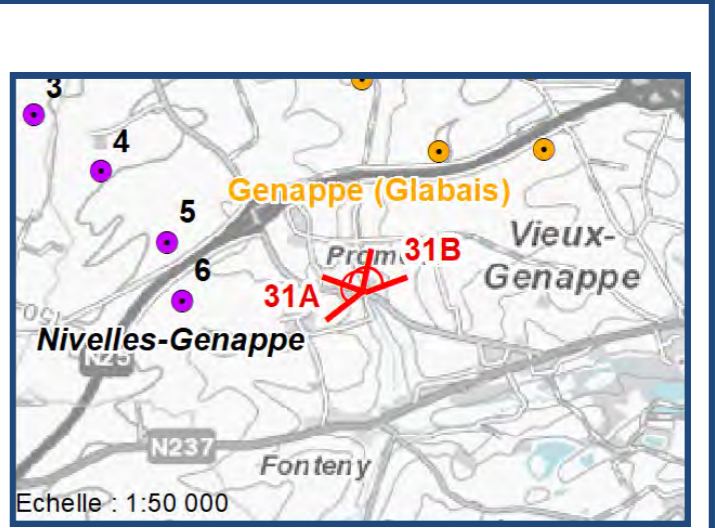 3
4
Genappe (Glabais)
5
Vieux-
Genappe
31B
6
31A
Nivelles-Genappe
N25
N237
Fonteny
Echelle : 1:50 000